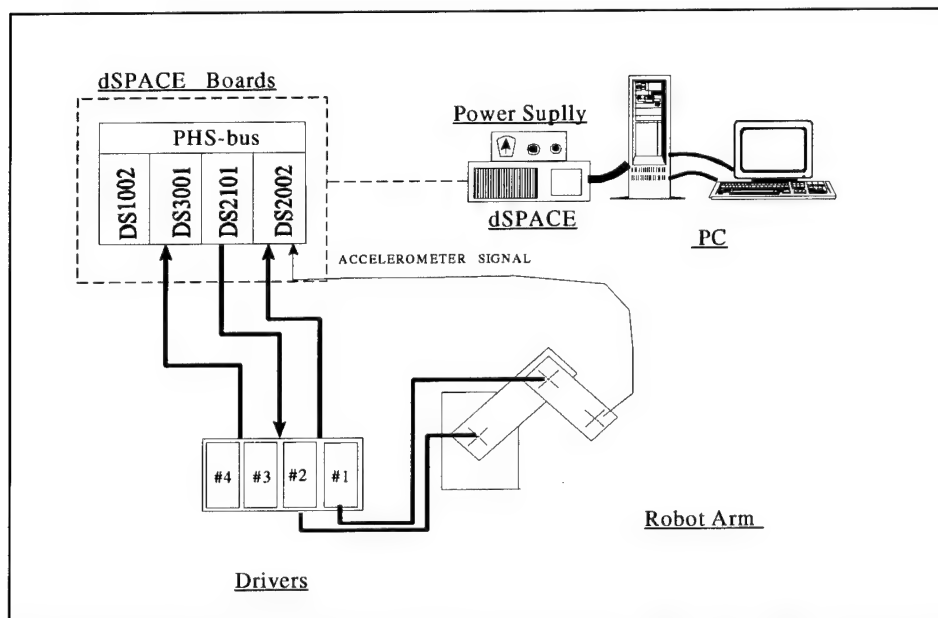 dSPACE Boards
PHS-bus
DS1002
DS3001
DS2101
DS2002
Power Suplly
dSPACE
PC
ACCELEROMETER SIGNAL
#4
#3
#2
#1
Robot Arm
Drivers